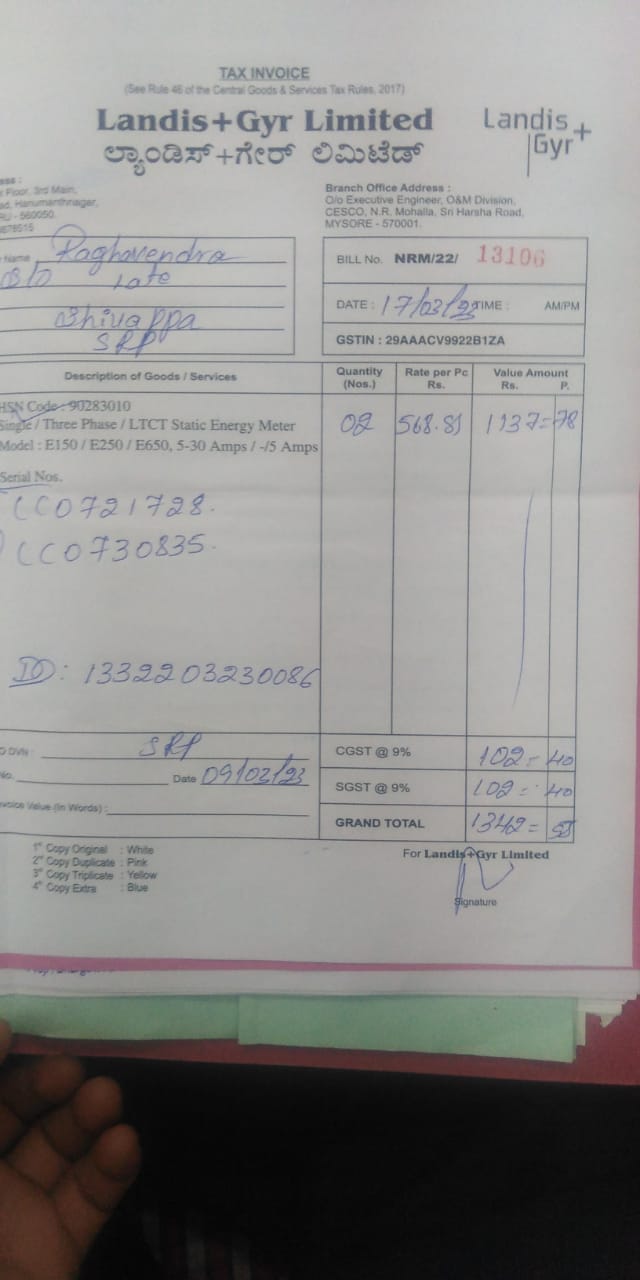 TAX INVOICE
(See Rule 46 of the Central Goods & Services Tax Rules, 2017)
Landis+Gyr Limited
ಲ್ಯಾಂಡಿಸ್+ಗೇರ್ ಲಿಮಿಟೆಡ್
Landis+
Gyr
Floor, 3rd Main,
Hanumanthnagar,
- 560050.
Branch Office Address :
O/o Executive Engineer, O&M Division,
CESCO, N.R. Mohalla, Sri Harsha Road,
MYSORE - 570001.
Name Raghavendra
S/O Late
Shivappa
SRP
BILL No. NRM/22/ 13106
DATE : 17/03/23 TIME : AM/PM
GSTIN : 29AAACV9922B1ZA
Description of Goods / Services Quantity (Nos.) Rate per Pc Rs. Value Amount Rs. P.
HSN Code : 90283010
Single / Three Phase / LTCT Static Energy Meter 02 568.89 1137=78
Model : E150 / E250 / E650, 5-30 Amps / -/5 Amps
Serial Nos.
CC0721728.
CC0730835.
ID: 1332203230086
DVN : SRP
No. Date 09/03/23
Invoice Value (In Words) :
CGST @ 9% 102=40
SGST @ 9% 102=40
GRAND TOTAL 1342=
1st Copy Original : White
2nd Copy Duplicate : Pink
3rd Copy Triplicate : Yellow
4th Copy Extra : Blue
For Landis+Gyr Limited
Signature